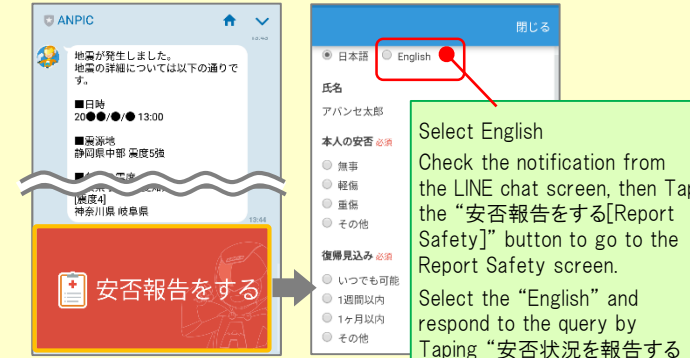 ANPIC
地震が発生しました。
地震の詳細については以下の通りで
す。
■日時
20●●/●/● 13:00
■震源地
静岡県中部 震度5強
[震度4]
神奈川県 岐阜県
13:44
安否報告をする
閉じる
日本語 English
氏名
アバンセ太郎
本人の安否 必須
無事
軽傷
重傷
その他
復帰見込み 必須
いつでも可能
1週間以内
1ヶ月以内
その他
Select English
Check the notification from
the LINE chat screen, then Tap
the “安否報告をする[Report
Safety]” button to go to the
Report Safety screen.
Select the “English” and
respond to the query by
Taping “安否状況を報告する